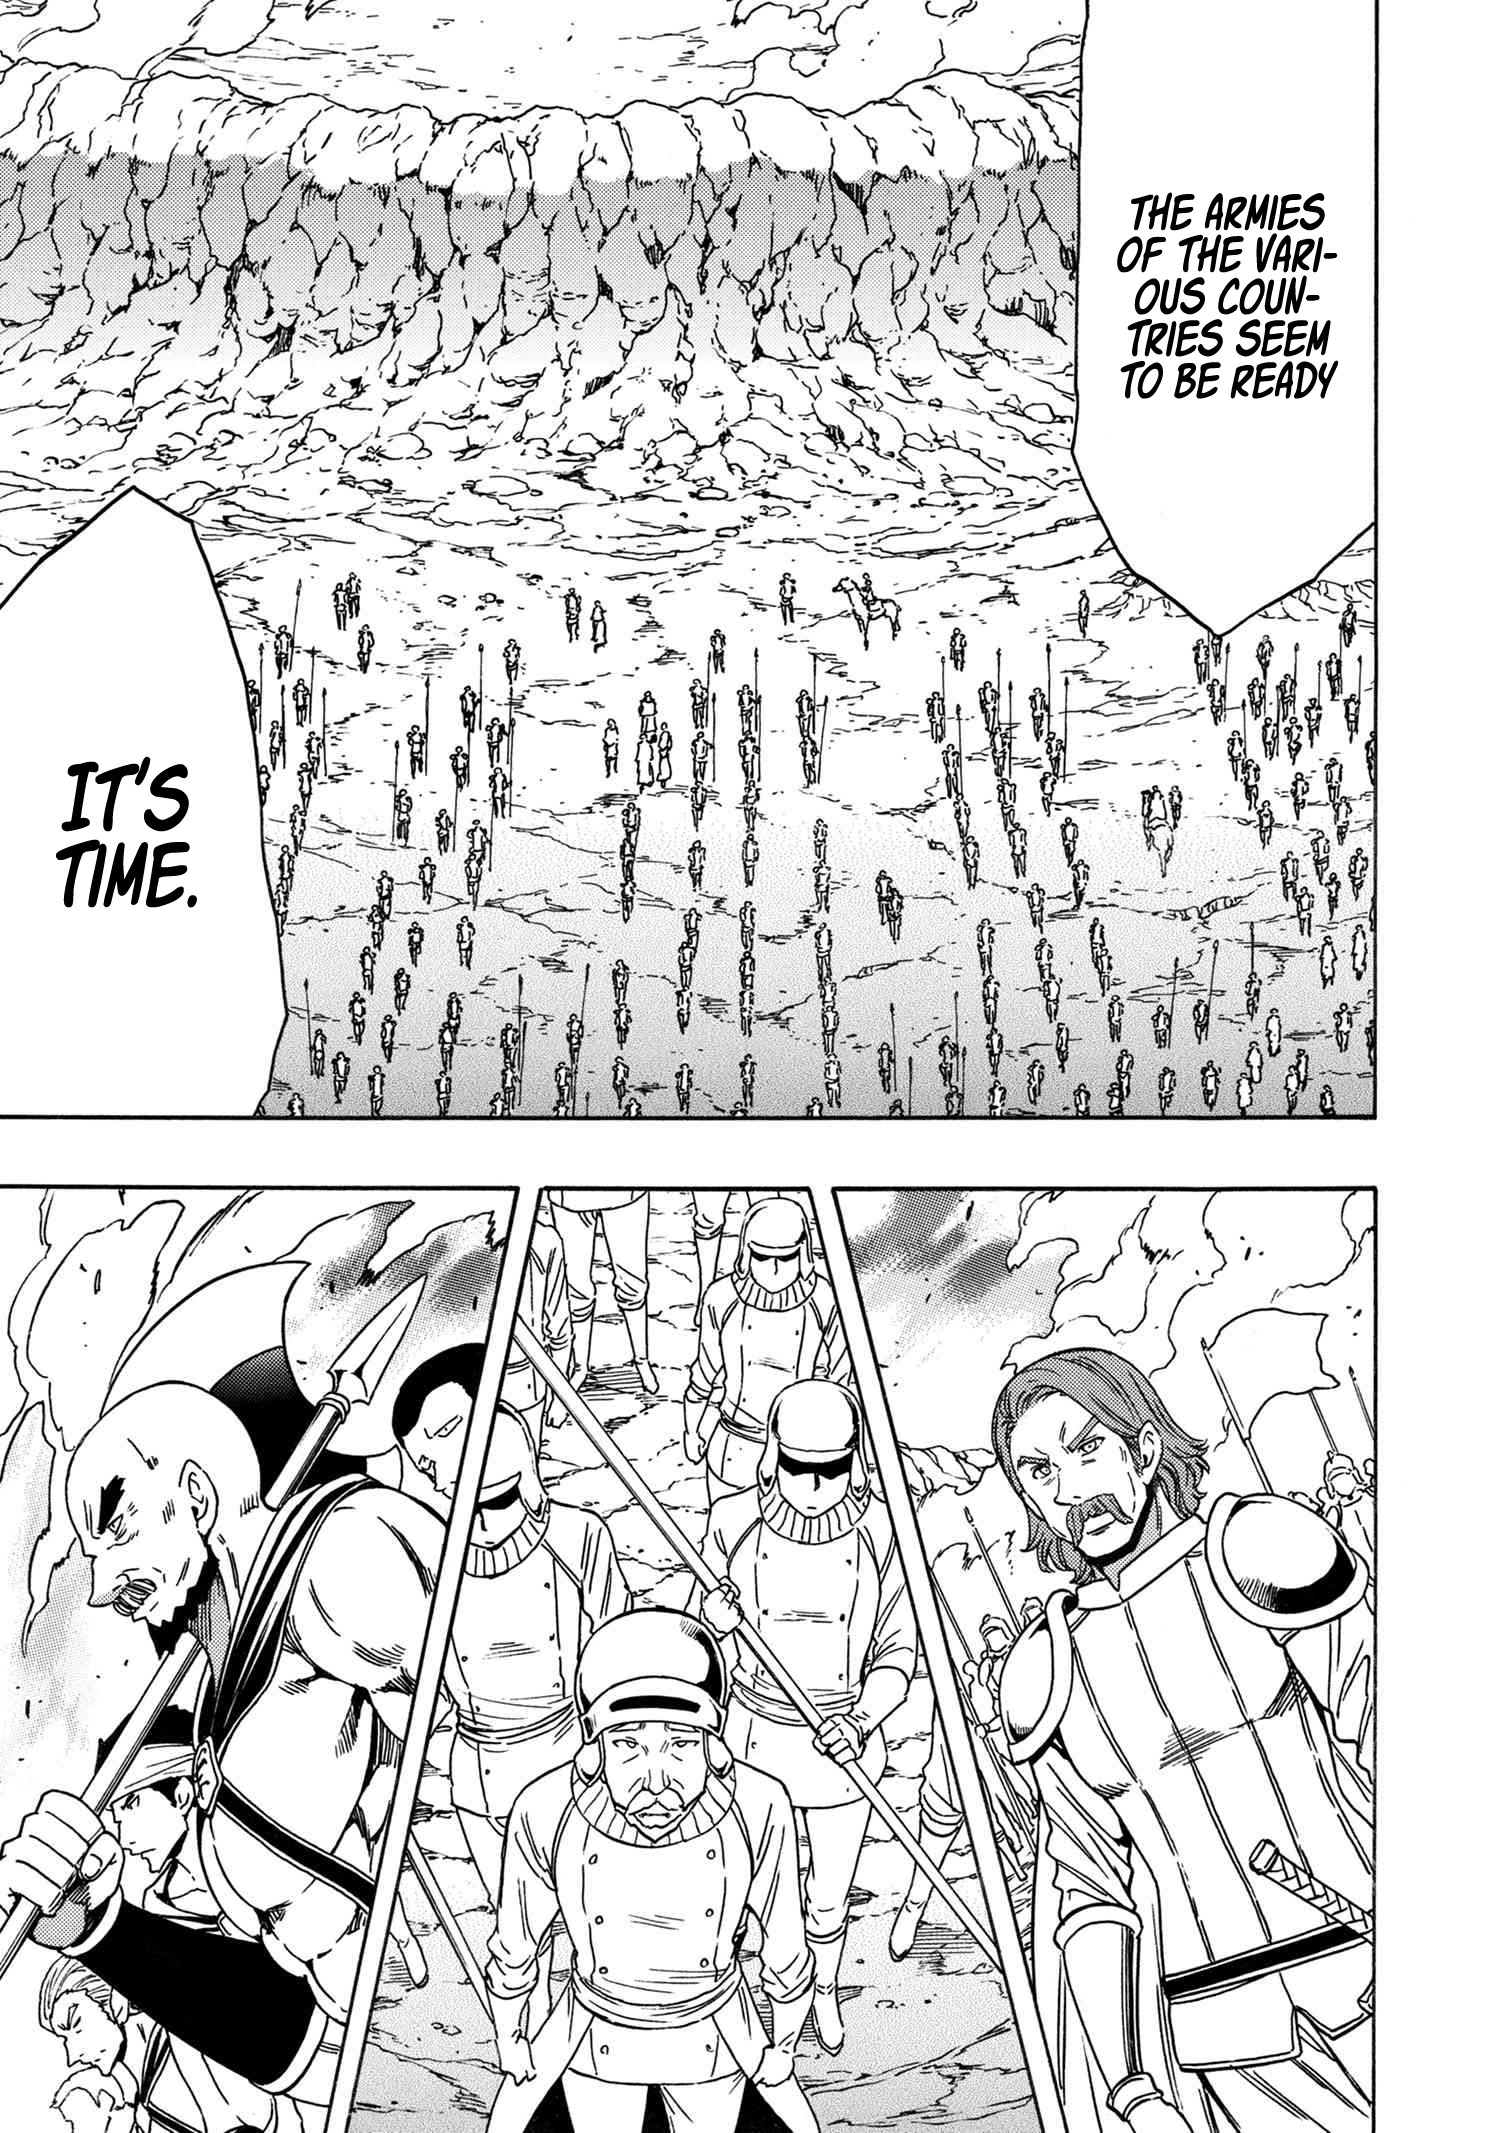 THE ARMIES
OF THE VARI-
OUS COUN-
TRIES SEEM
TO BE READY
IT'S
TIME.